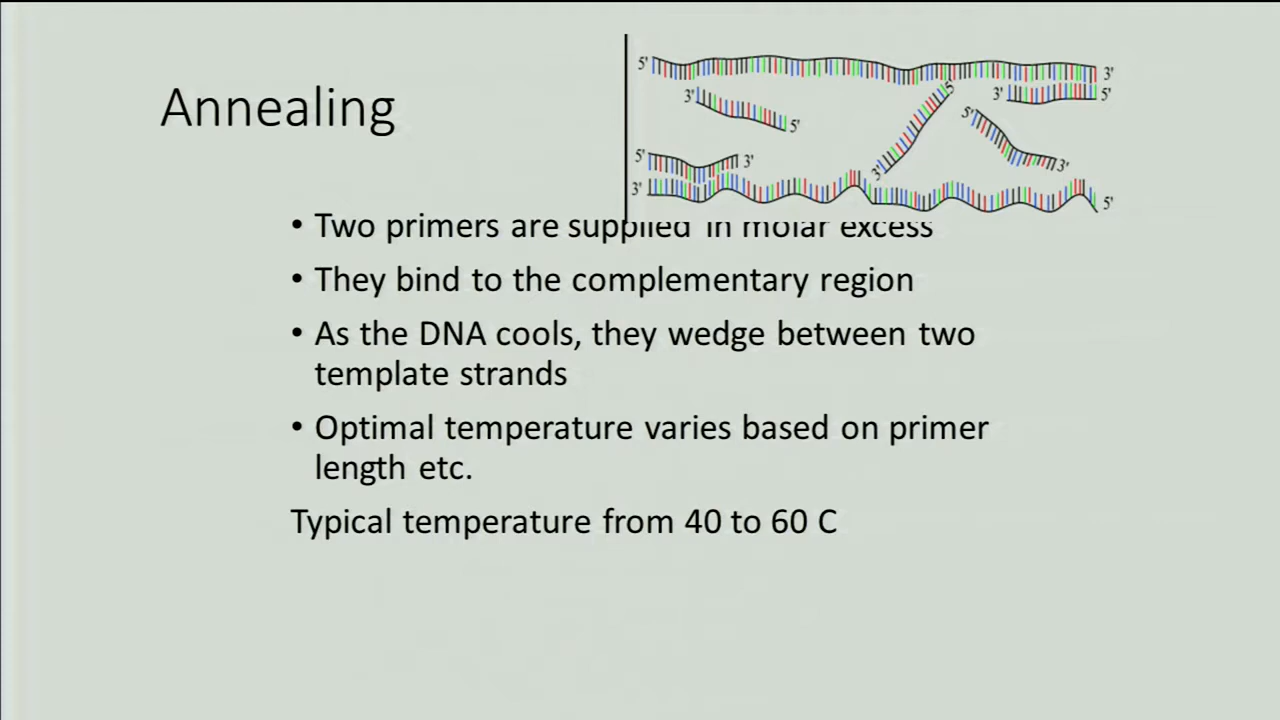 Annealing
5' 3'
3' 5'
3' 5'
5'
5'
3'
3'
5' 3'
3' 5'
• Two primers are supplied in molar excess
• They bind to the complementary region
• As the DNA cools, they wedge between two
template strands
• Optimal temperature varies based on primer
length etc.
Typical temperature from 40 to 60 C